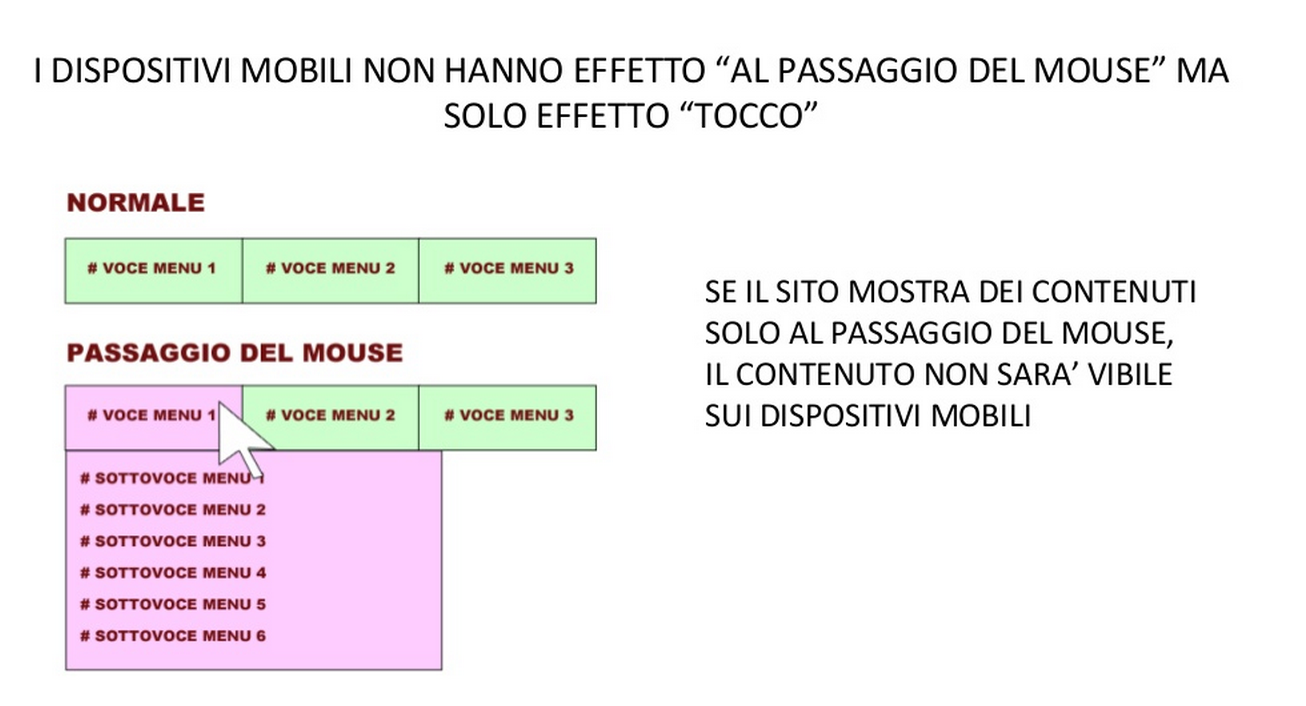 I DISPOSITIVI MOBILI NON HANNO EFFETTO “AL PASSAGGIO DEL MOUSE” MA
SOLO EFFETTO “TOCCO”
NORMALE
# VOCE MENU 1 # VOCE MENU 2 # VOCE MENU 3
PASSAGGIO DEL MOUSE
# VOCE MENU 1 # VOCE MENU 2 # VOCE MENU 3
# SOTTOVOCE MENU 1
# SOTTOVOCE MENU 2
# SOTTOVOCE MENU 3
# SOTTOVOCE MENU 4
# SOTTOVOCE MENU 5
# SOTTOVOCE MENU 6
SE IL SITO MOSTRA DEI CONTENUTI
SOLO AL PASSAGGIO DEL MOUSE,
IL CONTENUTO NON SARA’ VIBILE
SUI DISPOSITIVI MOBILI